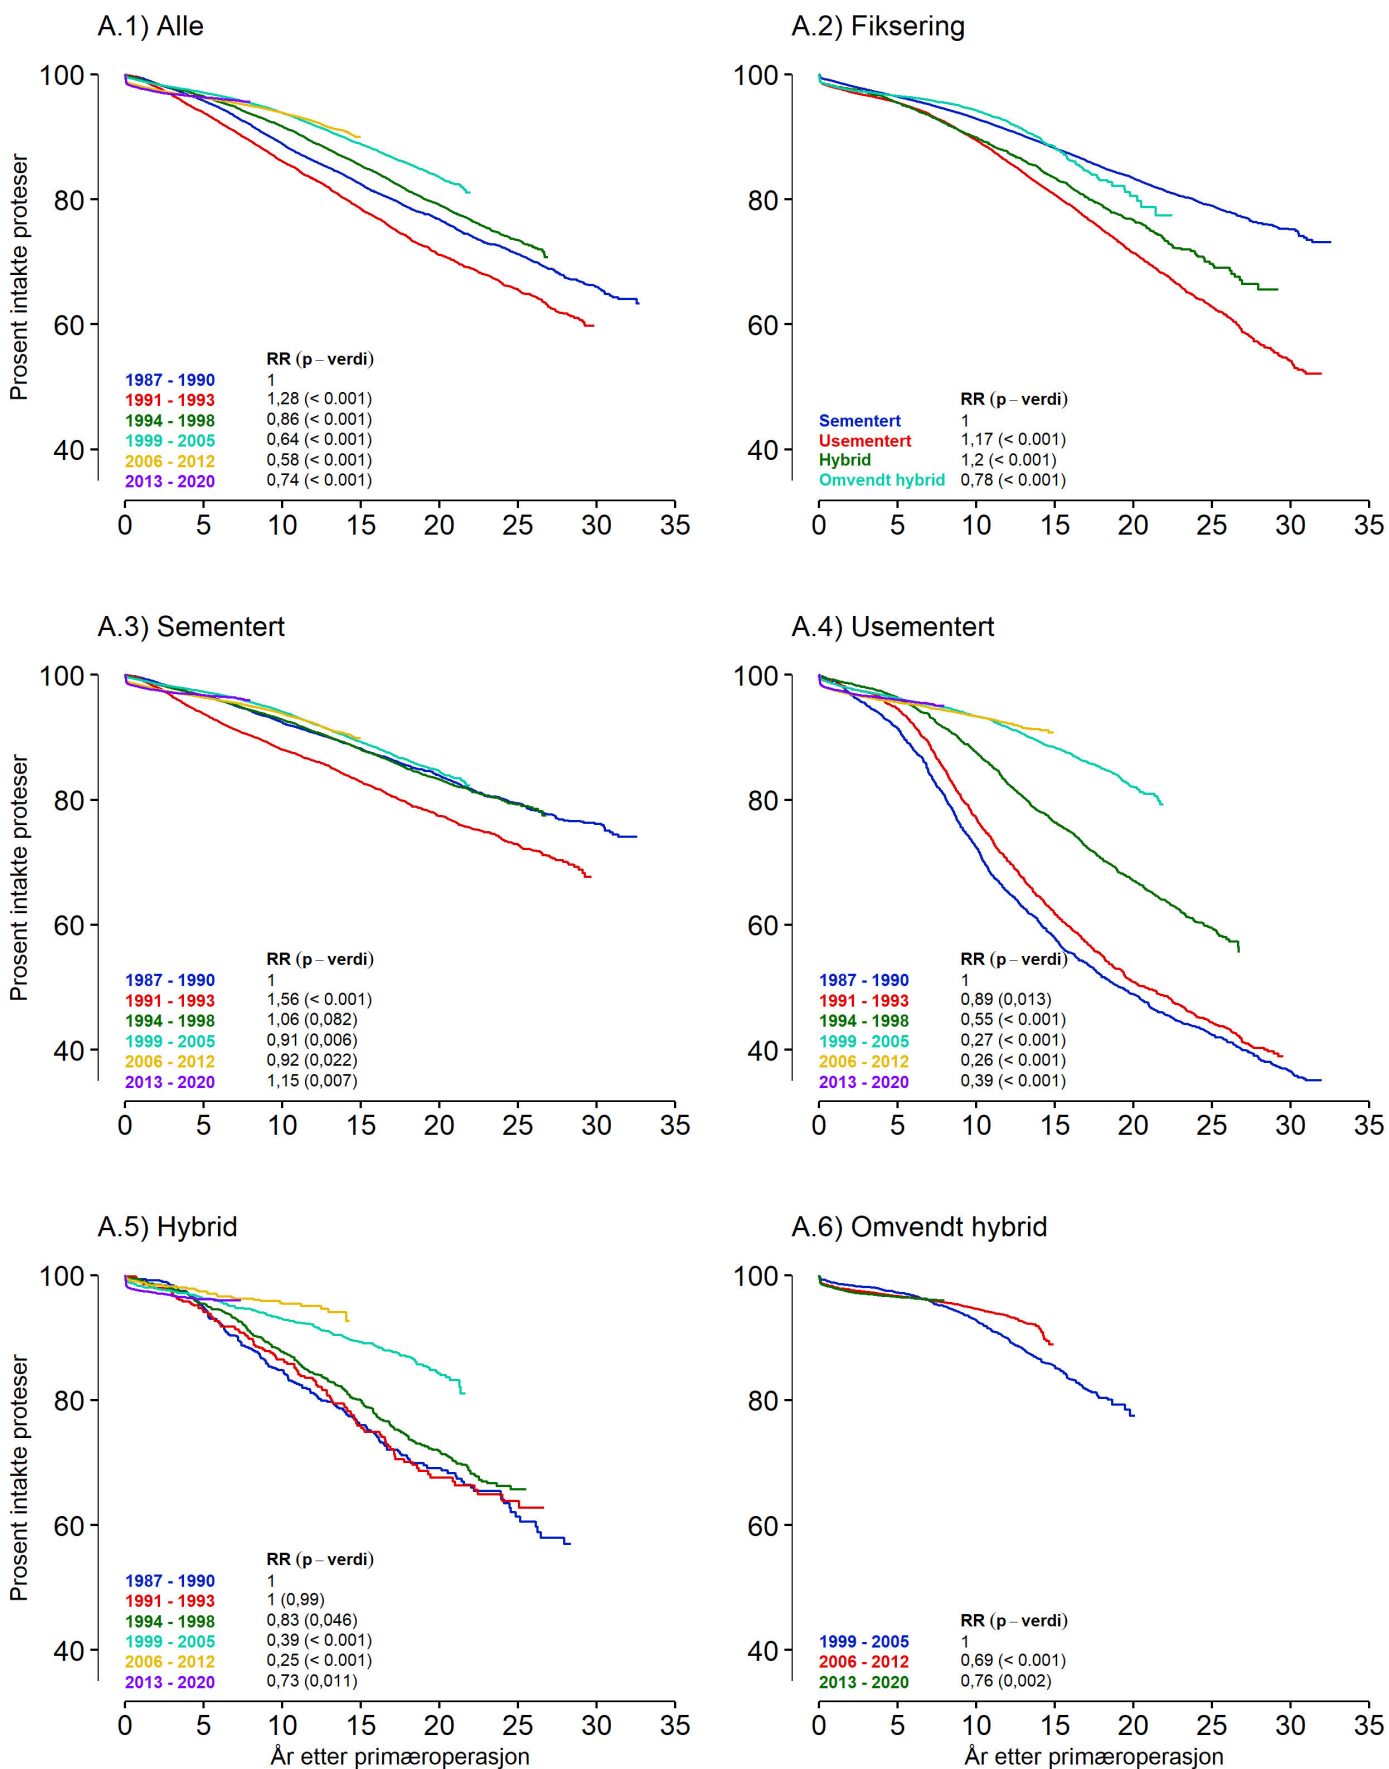 A.1) Alle
Prosent intakte proteser
100
80
60
40
RR (p – verdi)
1987 - 1990 1
1991 - 1993 1,28 (< 0.001)
1994 - 1998 0,86 (< 0.001)
1999 - 2005 0,64 (< 0.001)
2006 - 2012 0,58 (< 0.001)
2013 - 2020 0,74 (< 0.001)
0 5 10 15 20 25 30 35
A.2) Fiksering
100
80
60
40
RR (p – verdi)
Sementert 1
Usementert 1,17 (< 0.001)
Hybrid 1,2 (< 0.001)
Omvendt hybrid 0,78 (< 0.001)
0 5 10 15 20 25 30 35
A.3) Sementert
Prosent intakte proteser
100
80
60
40
RR (p – verdi)
1987 - 1990 1
1991 - 1993 1,56 (< 0.001)
1994 - 1998 1,06 (0,082)
1999 - 2005 0,91 (0,006)
2006 - 2012 0,92 (0,022)
2013 - 2020 1,15 (0,007)
0 5 10 15 20 25 30 35
A.4) Usementert
100
80
60
40
RR (p – verdi)
1987 - 1990 1
1991 - 1993 0,89 (0,013)
1994 - 1998 0,55 (< 0.001)
1999 - 2005 0,27 (< 0.001)
2006 - 2012 0,26 (< 0.001)
2013 - 2020 0,39 (< 0.001)
0 5 10 15 20 25 30 35
A.5) Hybrid
Prosent intakte proteser
100
80
60
40
RR (p – verdi)
1987 - 1990 1
1991 - 1993 1 (0,99)
1994 - 1998 0,83 (0,046)
1999 - 2005 0,39 (< 0.001)
2006 - 2012 0,25 (< 0.001)
2013 - 2020 0,73 (0,011)
0 5 10 15 20 25 30 35
År etter primæroperasjon
A.6) Omvendt hybrid
100
80
60
40
RR (p – verdi)
1999 - 2005 1
2006 - 2012 0,69 (< 0.001)
2013 - 2020 0,76 (0,002)
0 5 10 15 20 25 30 35
År etter primæroperasjon